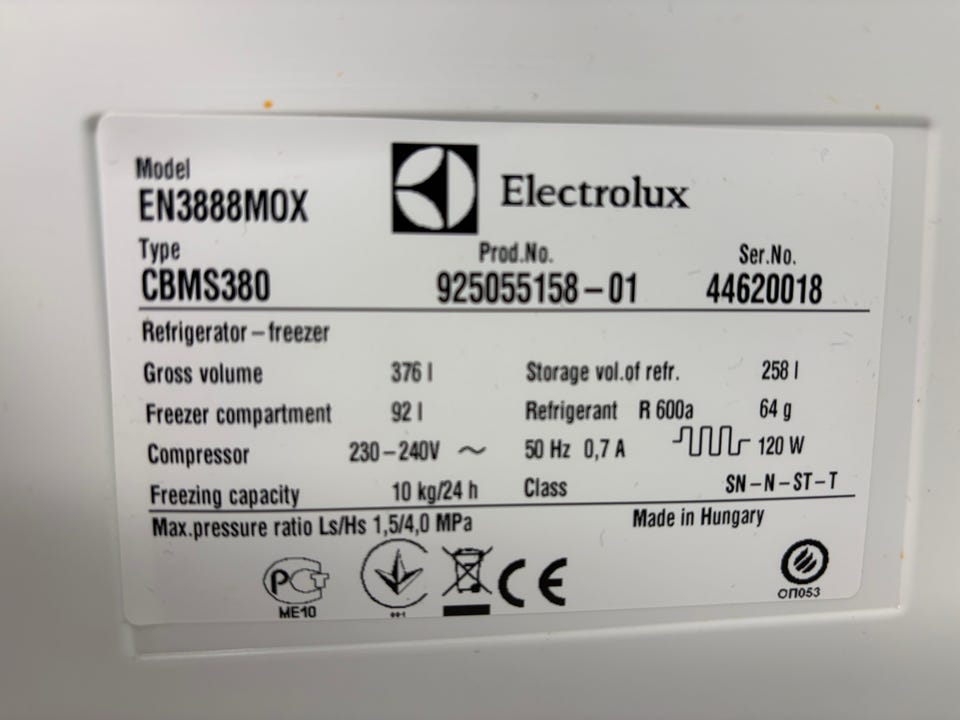 Model
EN3888MOX
Electrolux
Type Prod.No. Ser.No.
CBMS380 925055158-01 44620018
Refrigerator-freezer
Gross volume 376 l Storage vol.of refr. 258 l
Freezer compartment 92 l Refrigerant R 600a 64 g
Compressor 230-240V ~ 50 Hz 0,7 A 120 W
Freezing capacity 10 kg/24 h Class SN-N-ST-T
Max.pressure ratio Ls/Hs 1,5/4,0 MPa Made in Hungary
РСТ CE
ME10 ОП053